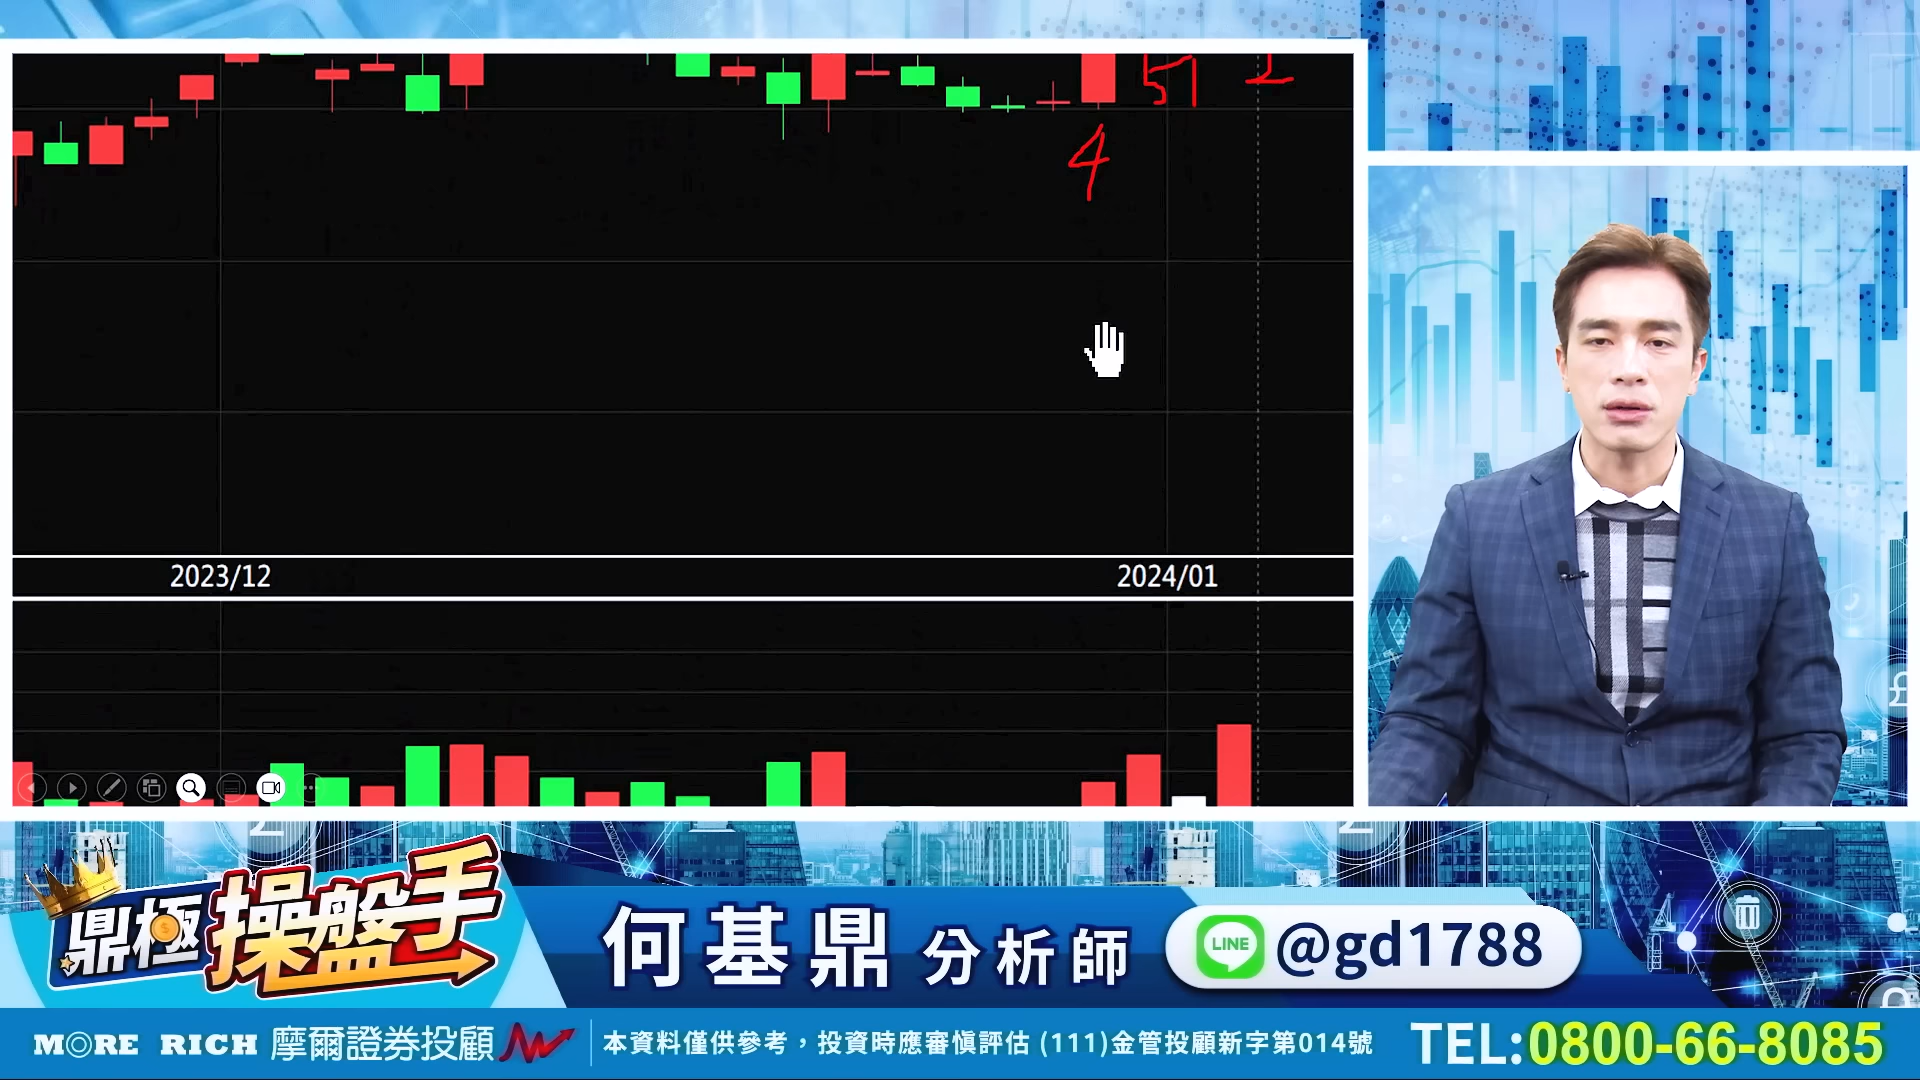 51
4
2023/12
2024/01
鼎極操盤手
何基鼎 分析師
LINE @gd1788
MORE RICH 摩爾證券投顧
本資料僅供參考，投資時應審慎評估 (111)金管投顧新字第014號
TEL:0800-66-8085